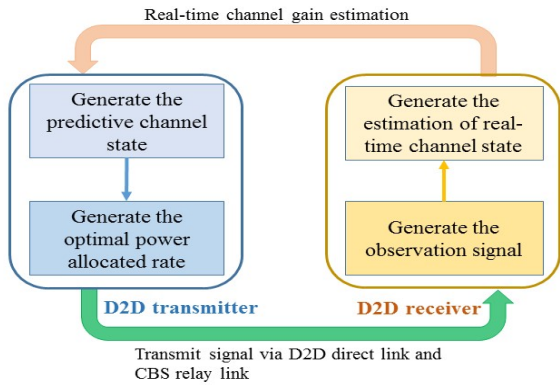 Real-time channel gain estimation
Generate the
predictive channel
state
Generate the
optimal power
allocated rate
Generate the
estimation of real-
time channel state
Generate the
observation signal
D2D transmitter
D2D receiver
Transmit signal via D2D direct link and
CBS relay link